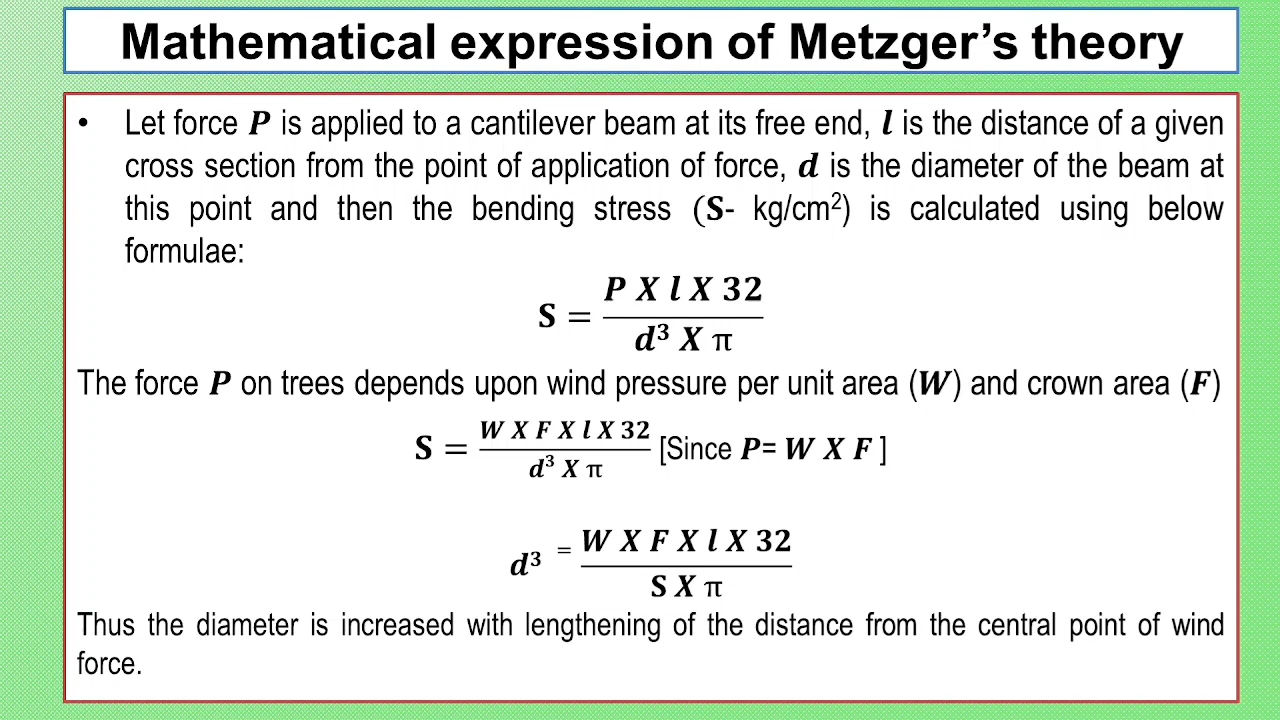 Mathematical expression of Metzger’s theory
• Let force P is applied to a cantilever beam at its free end, l is the distance of a given
cross section from the point of application of force, d is the diameter of the beam at
this point and then the bending stress (S- kg/cm²) is calculated using below
formulae:
S = P X l X 32 / d³ X π
The force P on trees depends upon wind pressure per unit area (W) and crown area (F)
S = W X F X l X 32 / d³ X π [Since P= W X F ]
d³ = W X F X l X 32 / S X π
Thus the diameter is increased with lengthening of the distance from the central point of wind
force.